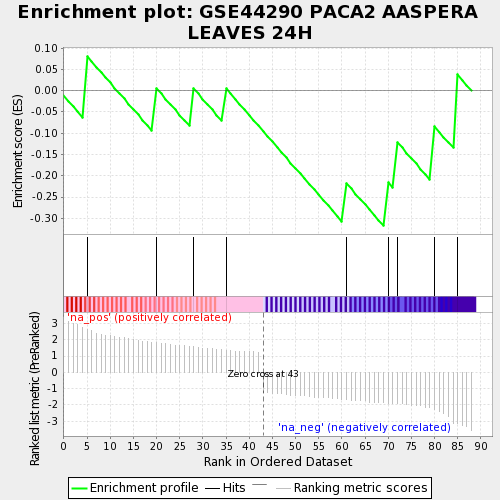 Enrichment plot: GSE44290 PACA2 AASPERA
LEAVES 24H
Enrichment score (ES)
0.10
0.05
0.00
-0.05
-0.10
-0.15
-0.20
-0.25
-0.30
'na_pos' (positively correlated)
Ranked list metric (PreRanked)
3
2
1
0
-1
-2
-3
Zero cross at 43
'na_neg' (negatively correlated)
0 5 10 15 20 25 30 35 40 45 50 55 60 65 70 75 80 85 90
Rank in Ordered Dataset
Enrichment profile Hits Ranking metric scores